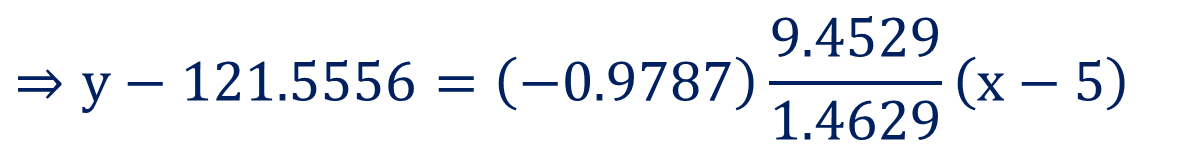 ⇒ y − 121.5556 = (−0.9787) 9.4529/1.4629 (x − 5)